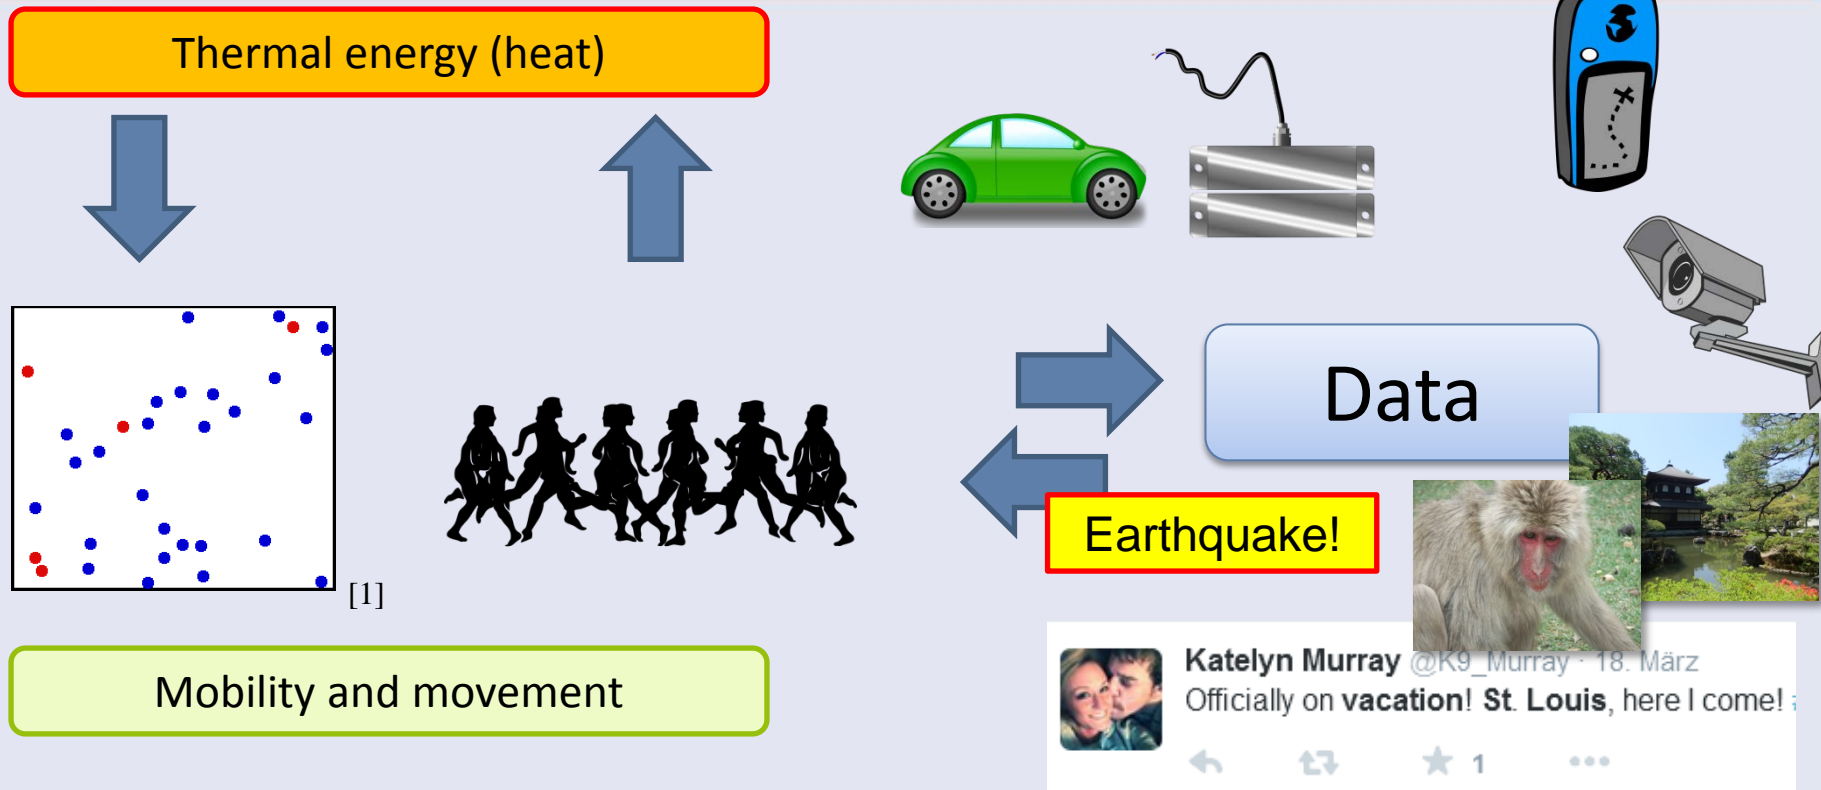 Thermal energy (heat)
Data
Earthquake!
[1]
Mobility and movement
Katelyn Murray @K9_Murray · 18. März
Officially on vacation! St. Louis, here I come!
1